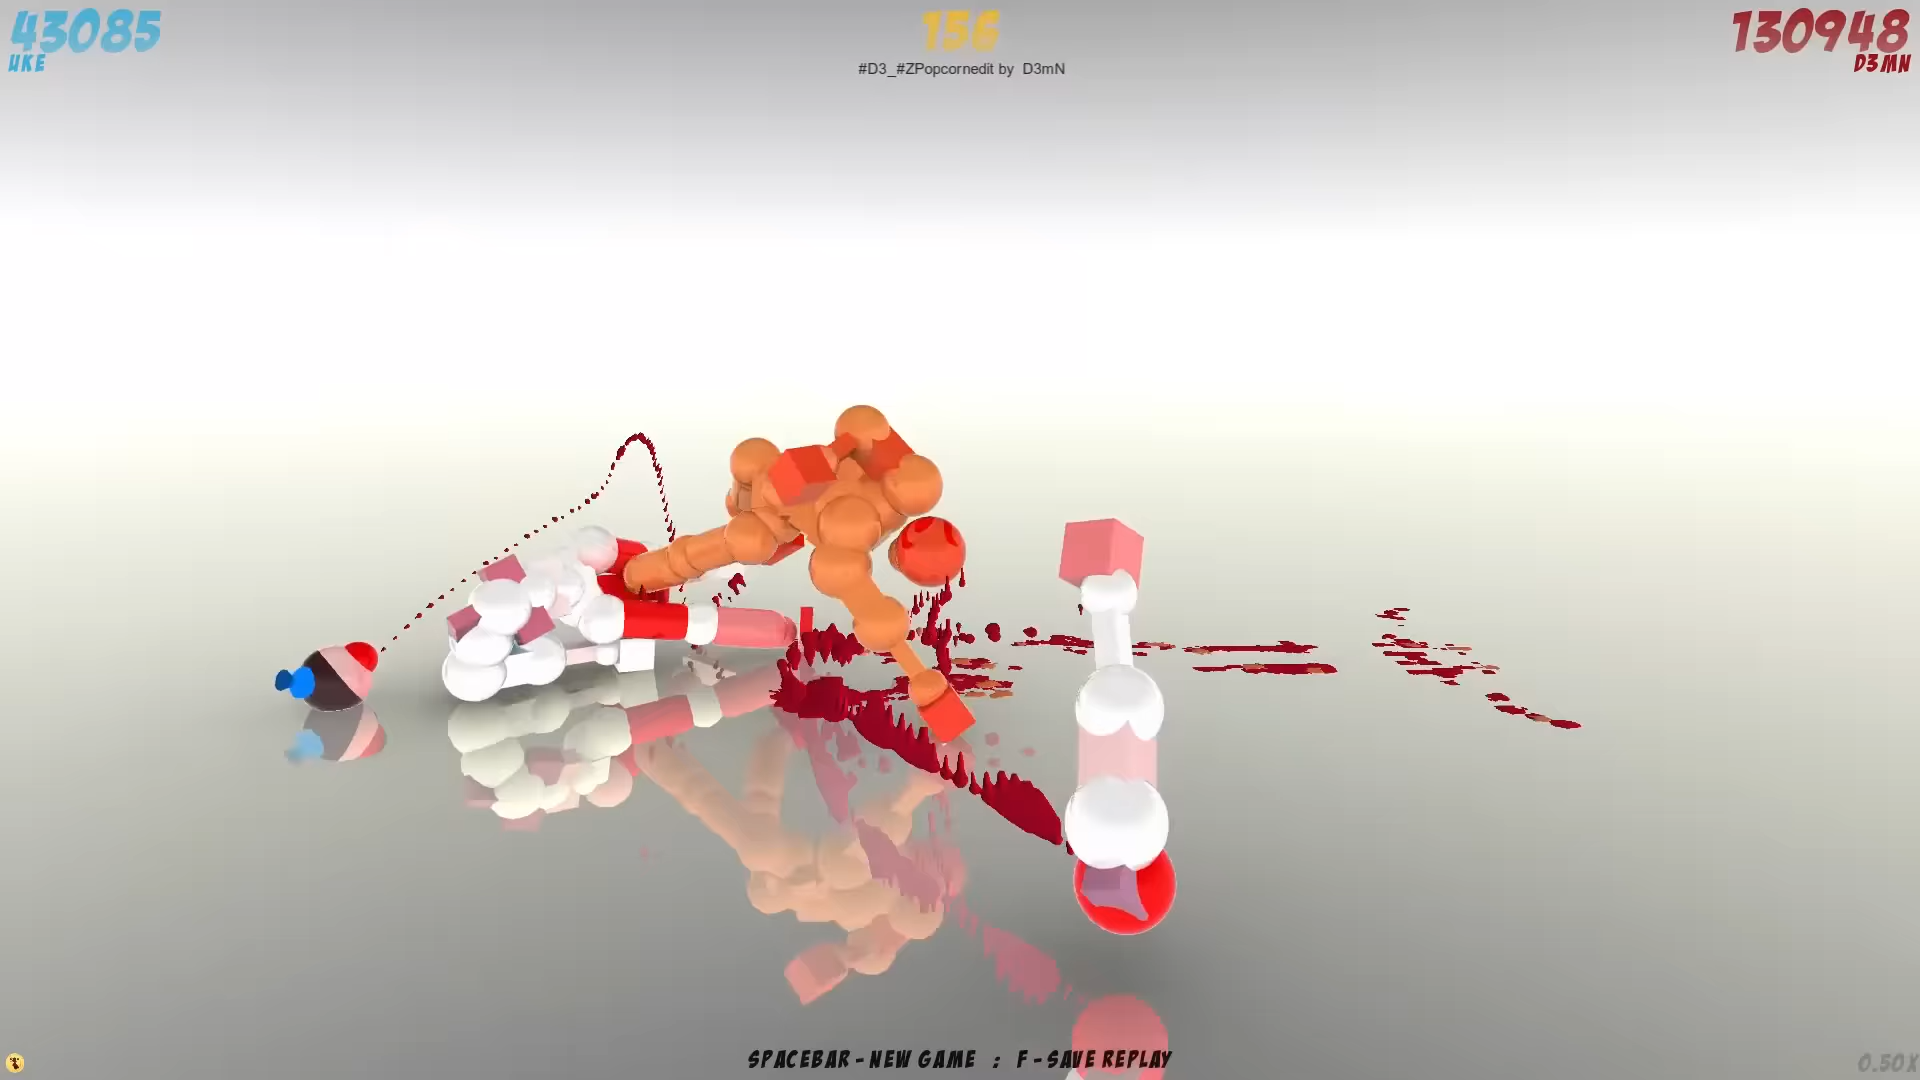 43085
UKE
156
#D3_#ZPopcornedit by D3mN
130948
D3MN
SPACEBAR - NEW GAME : F - SAVE REPLAY
0.50X